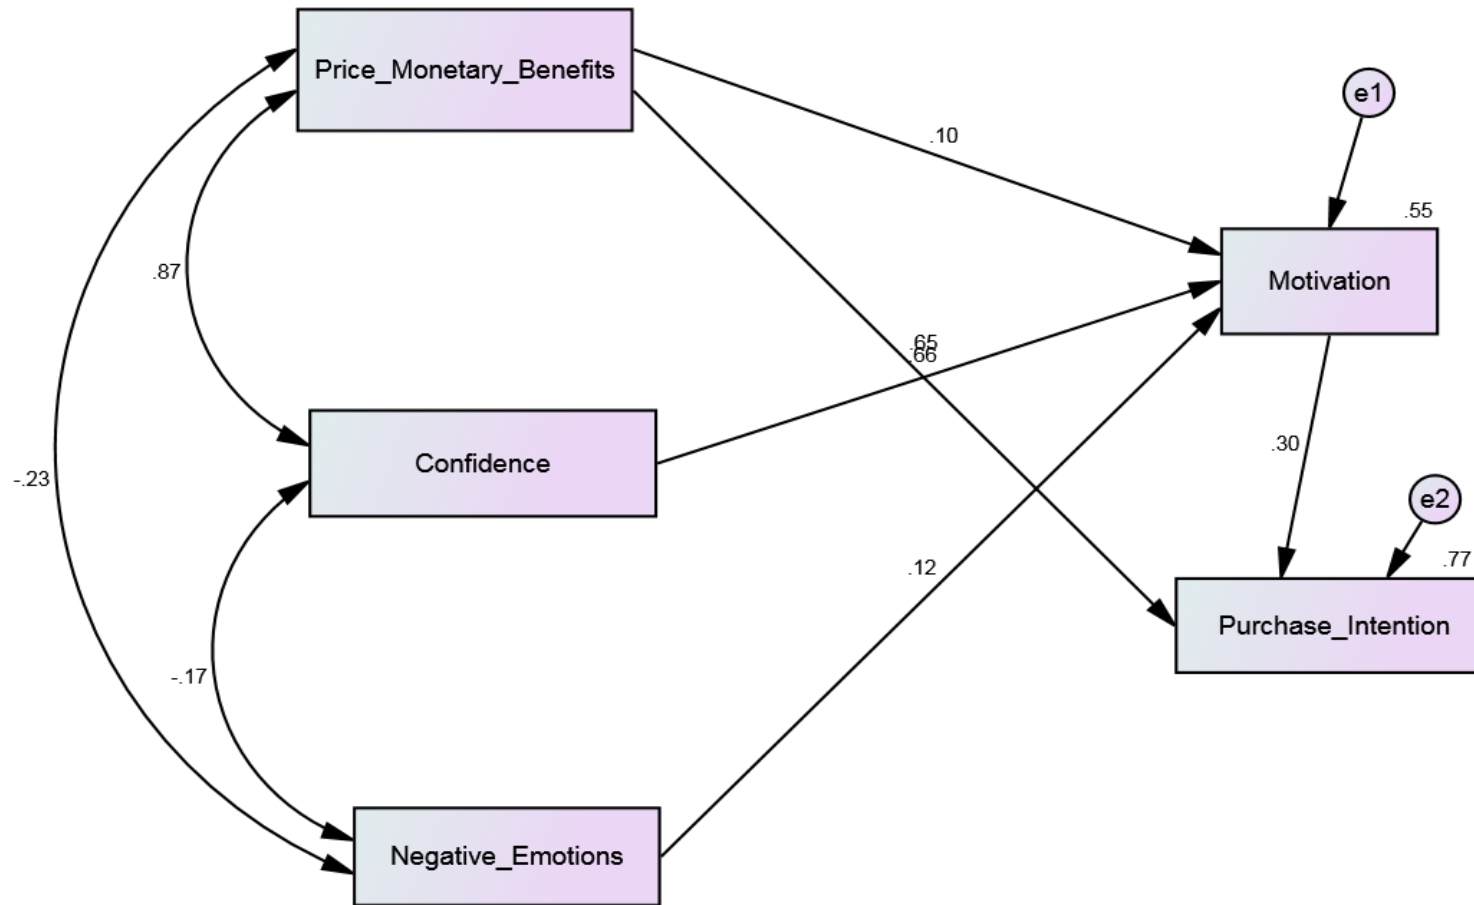 Price_Monetary_Benefits
e1
.10
.55
Motivation
.87
.65
.66
.30
Confidence
-.23
e2
.77
.12
Purchase_Intention
-.17
Negative_Emotions